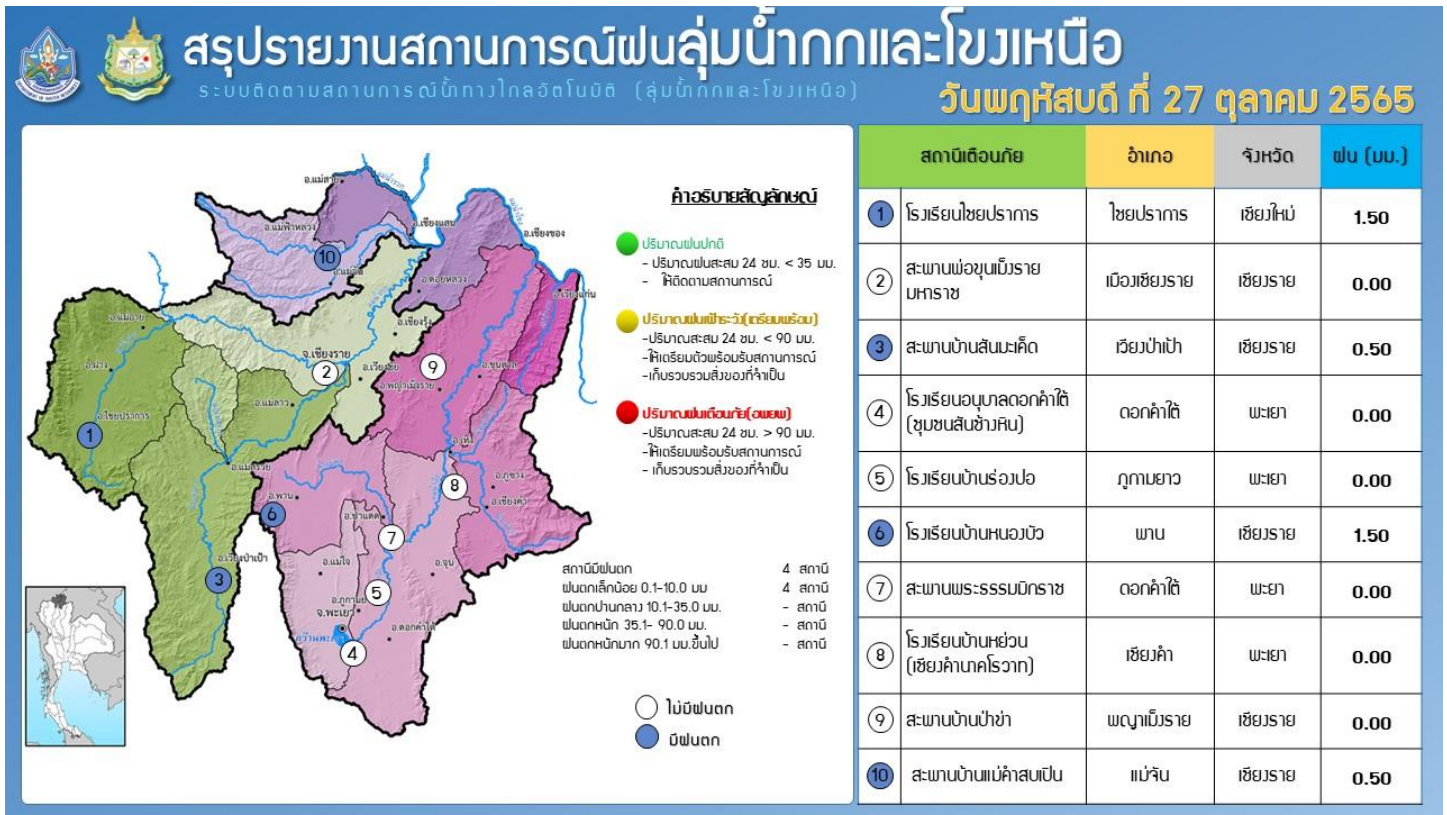 สรุปรายงานสถานการณ์ฝนลุ่มน้ำกกและโขงเหนือ
ระบบติดตามสถานการณ์น้ำทางไกลอัตโนมัติ (ลุ่มน้ำกกและโขงเหนือ)
วันพฤหัสบดี ที่ 27 ตุลาคม 2565
อ.แม่สาย
อ.แม่ฟ้าหลวง
อ.เชียงแสน
อ.เชียงของ
10
อ.แม่จัน
อ.ดอยหลวง
อ.เวียงแก่น
อ.แม่อาย
อ.เชียงรุ้ง
จ.เชียงราย
อ.ฝาง
2
อ.เวียงชัย
9
อ.ขุนตาล
อ.พญาเม็งราย
อ.ไชยปราการ
อ.แม่ลาว
1
อ.เทิง
อ.แม่สรวย
8
อ.ภูซาง
อ.เชียงคำ
อ.พาน
6
อ.ป่าแดด
7
อ.เวียงป่าเป้า
3
อ.แม่ใจ
อ.จุน
5
อ.ภูกามยาว
จ.พะเยา
กว๊านพะเยา
อ.ดอกคำใต้
4
คำอธิบายสัญลักษณ์
ปริมาณฝนปกติ
- ปริมาณฝนสะสม 24 ชม. < 35 มม.
- ให้ติดตามสถานการณ์
ปริมาณฝนเฝ้าระวัง(เตรียมพร้อม)
-ปริมาณสะสม 24 ชม. < 90 มม.
-ให้เตรียมตัวพร้อมรับสถานการณ์
-เก็บรวบรวมสิ่งของที่จำเป็น
ปริมาณฝนเตือนภัย(อพยพ)
-ปริมาณสะสม 24 ชม. > 90 มม.
-ให้เตรียมพร้อมรับสถานการณ์
- เก็บรวบรวมสิ่งของที่จำเป็น
สถานีมีฝนตก 4 สถานี
ฝนตกเล็กน้อย 0.1-10.0 มม 4 สถานี
ฝนตกปานกลาง 10.1-35.0 มม. - สถานี
ฝนตกหนัก 35.1- 90.0 มม. - สถานี
ฝนตกหนักมาก 90.1 มม.ขึ้นไป - สถานี
ไม่มีฝนตก
มีฝนตก
สถานีเตือนภัย อำเภอ จังหวัด ฝน (มม.)
1 โรงเรียนไชยปราการ ไชยปราการ เชียงใหม่ 1.50
2 สะพานพ่อขุนเม็งราย
มหาราช เมืองเชียงราย เชียงราย 0.00
3 สะพานบ้านสันมะเค็ด เวียงป่าเป้า เชียงราย 0.50
4 โรงเรียนอนุบาลดอกคำใต้
(ชุมชนสันช้างหิน) ดอกคำใต้ พะเยา 0.00
5 โรงเรียนบ้านร่องปอ ภูกามยาว พะเยา 0.00
6 โรงเรียนบ้านหนองบัว พาน เชียงราย 1.50
7 สะพานพระธรรมมิกราช ดอกคำใต้ พะเยา 0.00
8 โรงเรียนบ้านหย่วน
(เชียงคำนาคโรวาท) เชียงคำ พะเยา 0.00
9 สะพานบ้านป่าข่า พญาเม็งราย เชียงราย 0.00
10 สะพานบ้านแม่คำสบเปิน แม่จัน เชียงราย 0.50